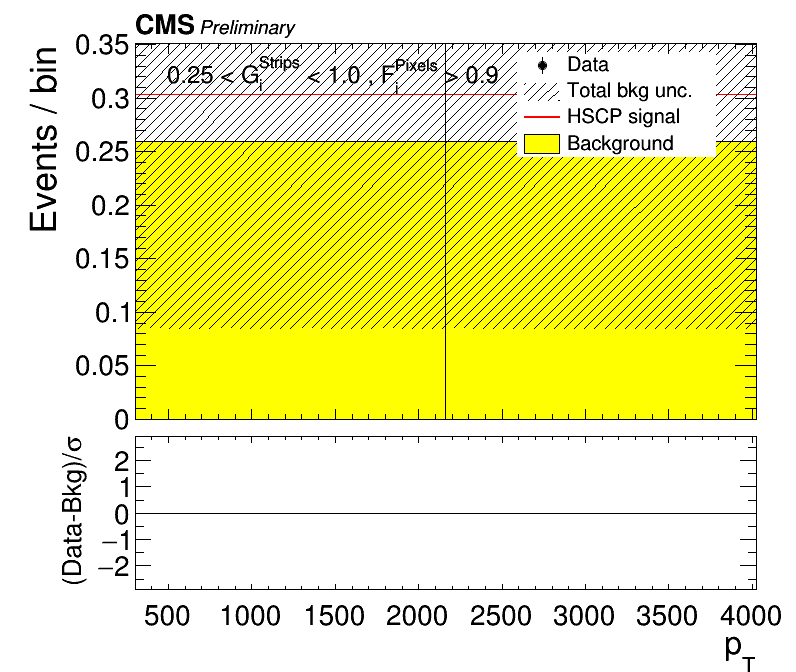 CMS Preliminary
0.25 < G_i^Strips < 1.0 , F_i^Pixels > 0.9
Data
Total bkg unc.
HSCP signal
Background
Events / bin
0.35
0.3
0.25
0.2
0.15
0.1
0.05
0
(Data-Bkg)/σ
2
1
0
−1
−2
500 1000 1500 2000 2500 3000 3500 4000
p_T